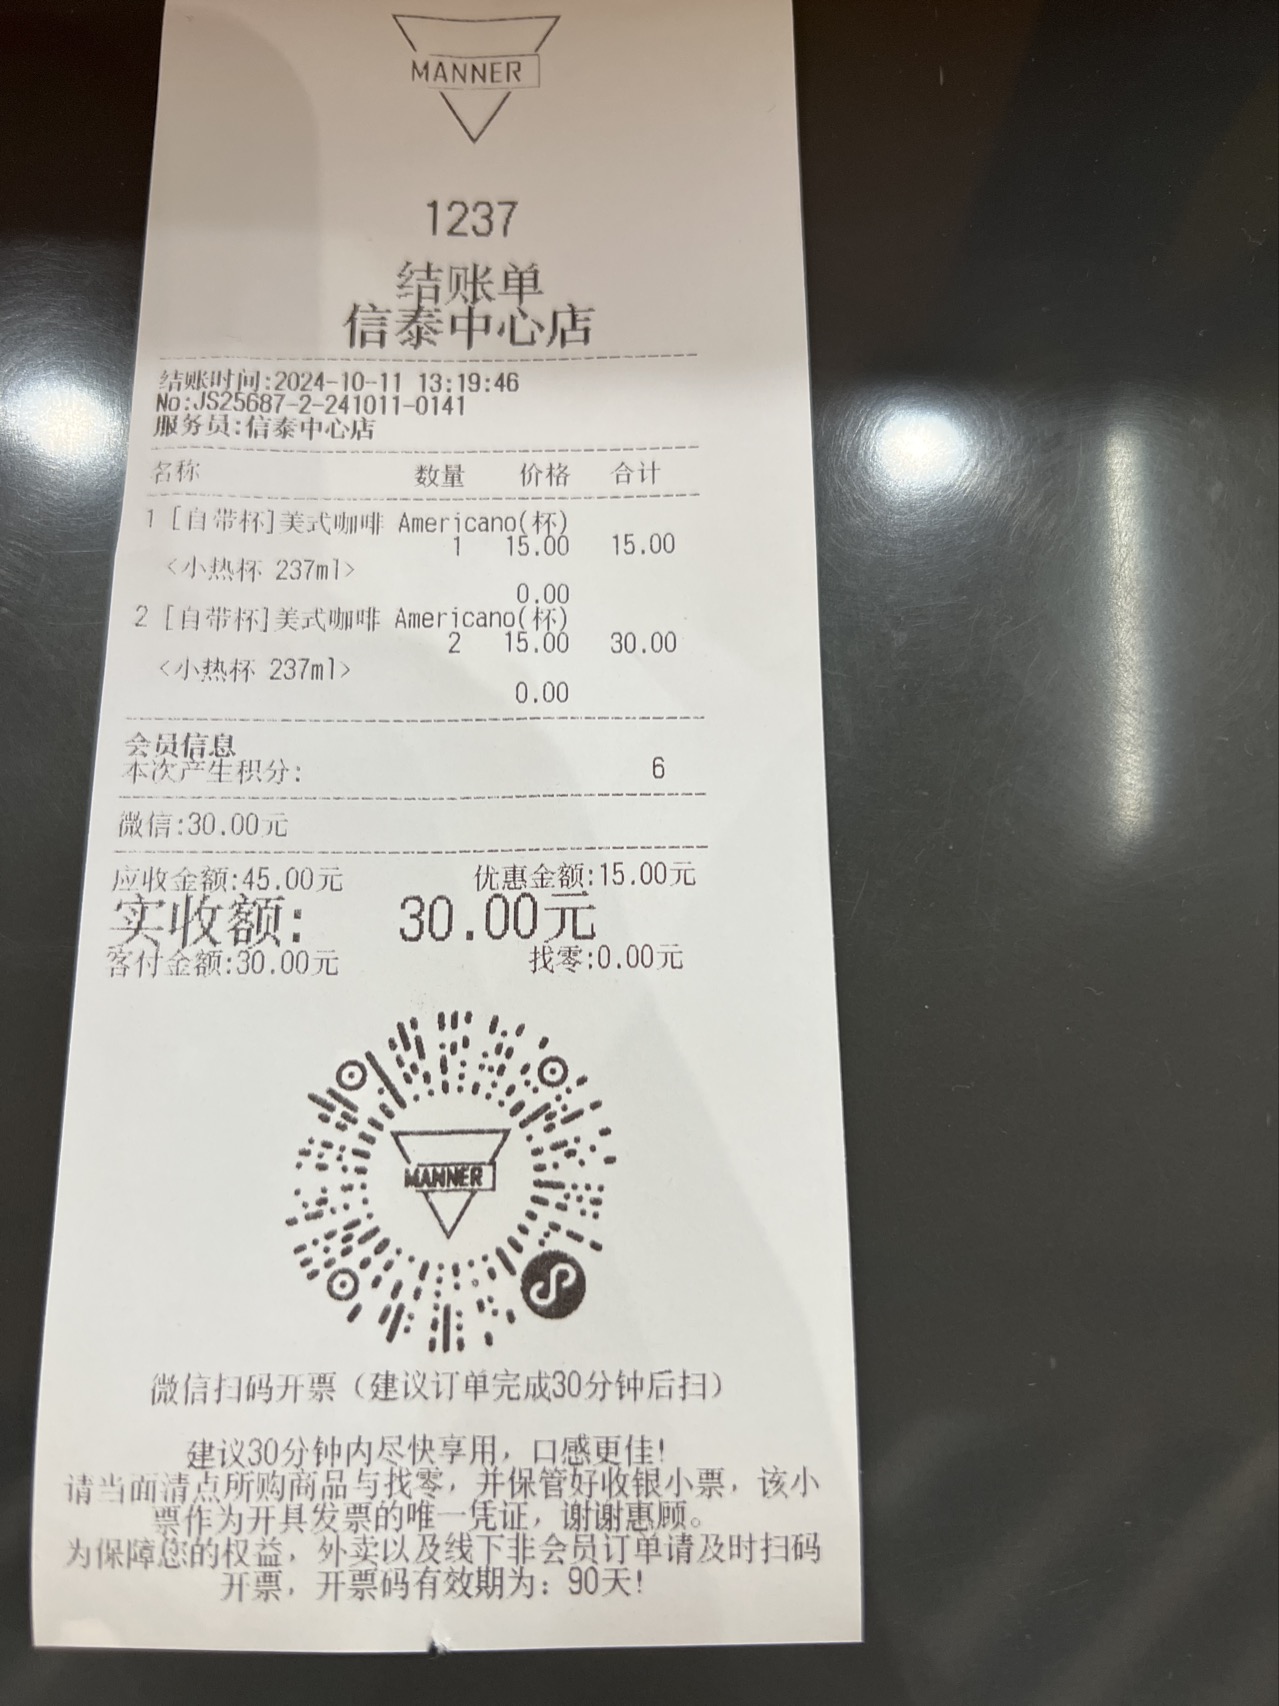 MANNER
1237
结账单
信泰中心店
结账时间:2024-10-11 13:19:46
No:JS25687-2-241011-0141
服务员:信泰中心店
名称 数量 价格 合计
1 [自带杯]美式咖啡 Americano(杯)
1 15.00 15.00
<小热杯 237ml>
0.00
2 [自带杯]美式咖啡 Americano(杯)
2 15.00 30.00
<小热杯 237ml>
0.00
会员信息
本次产生积分: 6
微信:30.00元
应收金额:45.00元 优惠金额:15.00元
实收额: 30.00元
客付金额:30.00元 找零:0.00元
MANNER
微信扫码开票（建议订单完成30分钟后扫）
建议30分钟内尽快享用，口感更佳!
请当面清点所购商品与找零，并保管好收银小票，该小
票作为开具发票的唯一凭证，谢谢惠顾。
为保障您的权益，外卖以及线下非会员订单请及时扫码
开票，开票码有效期为：90天!